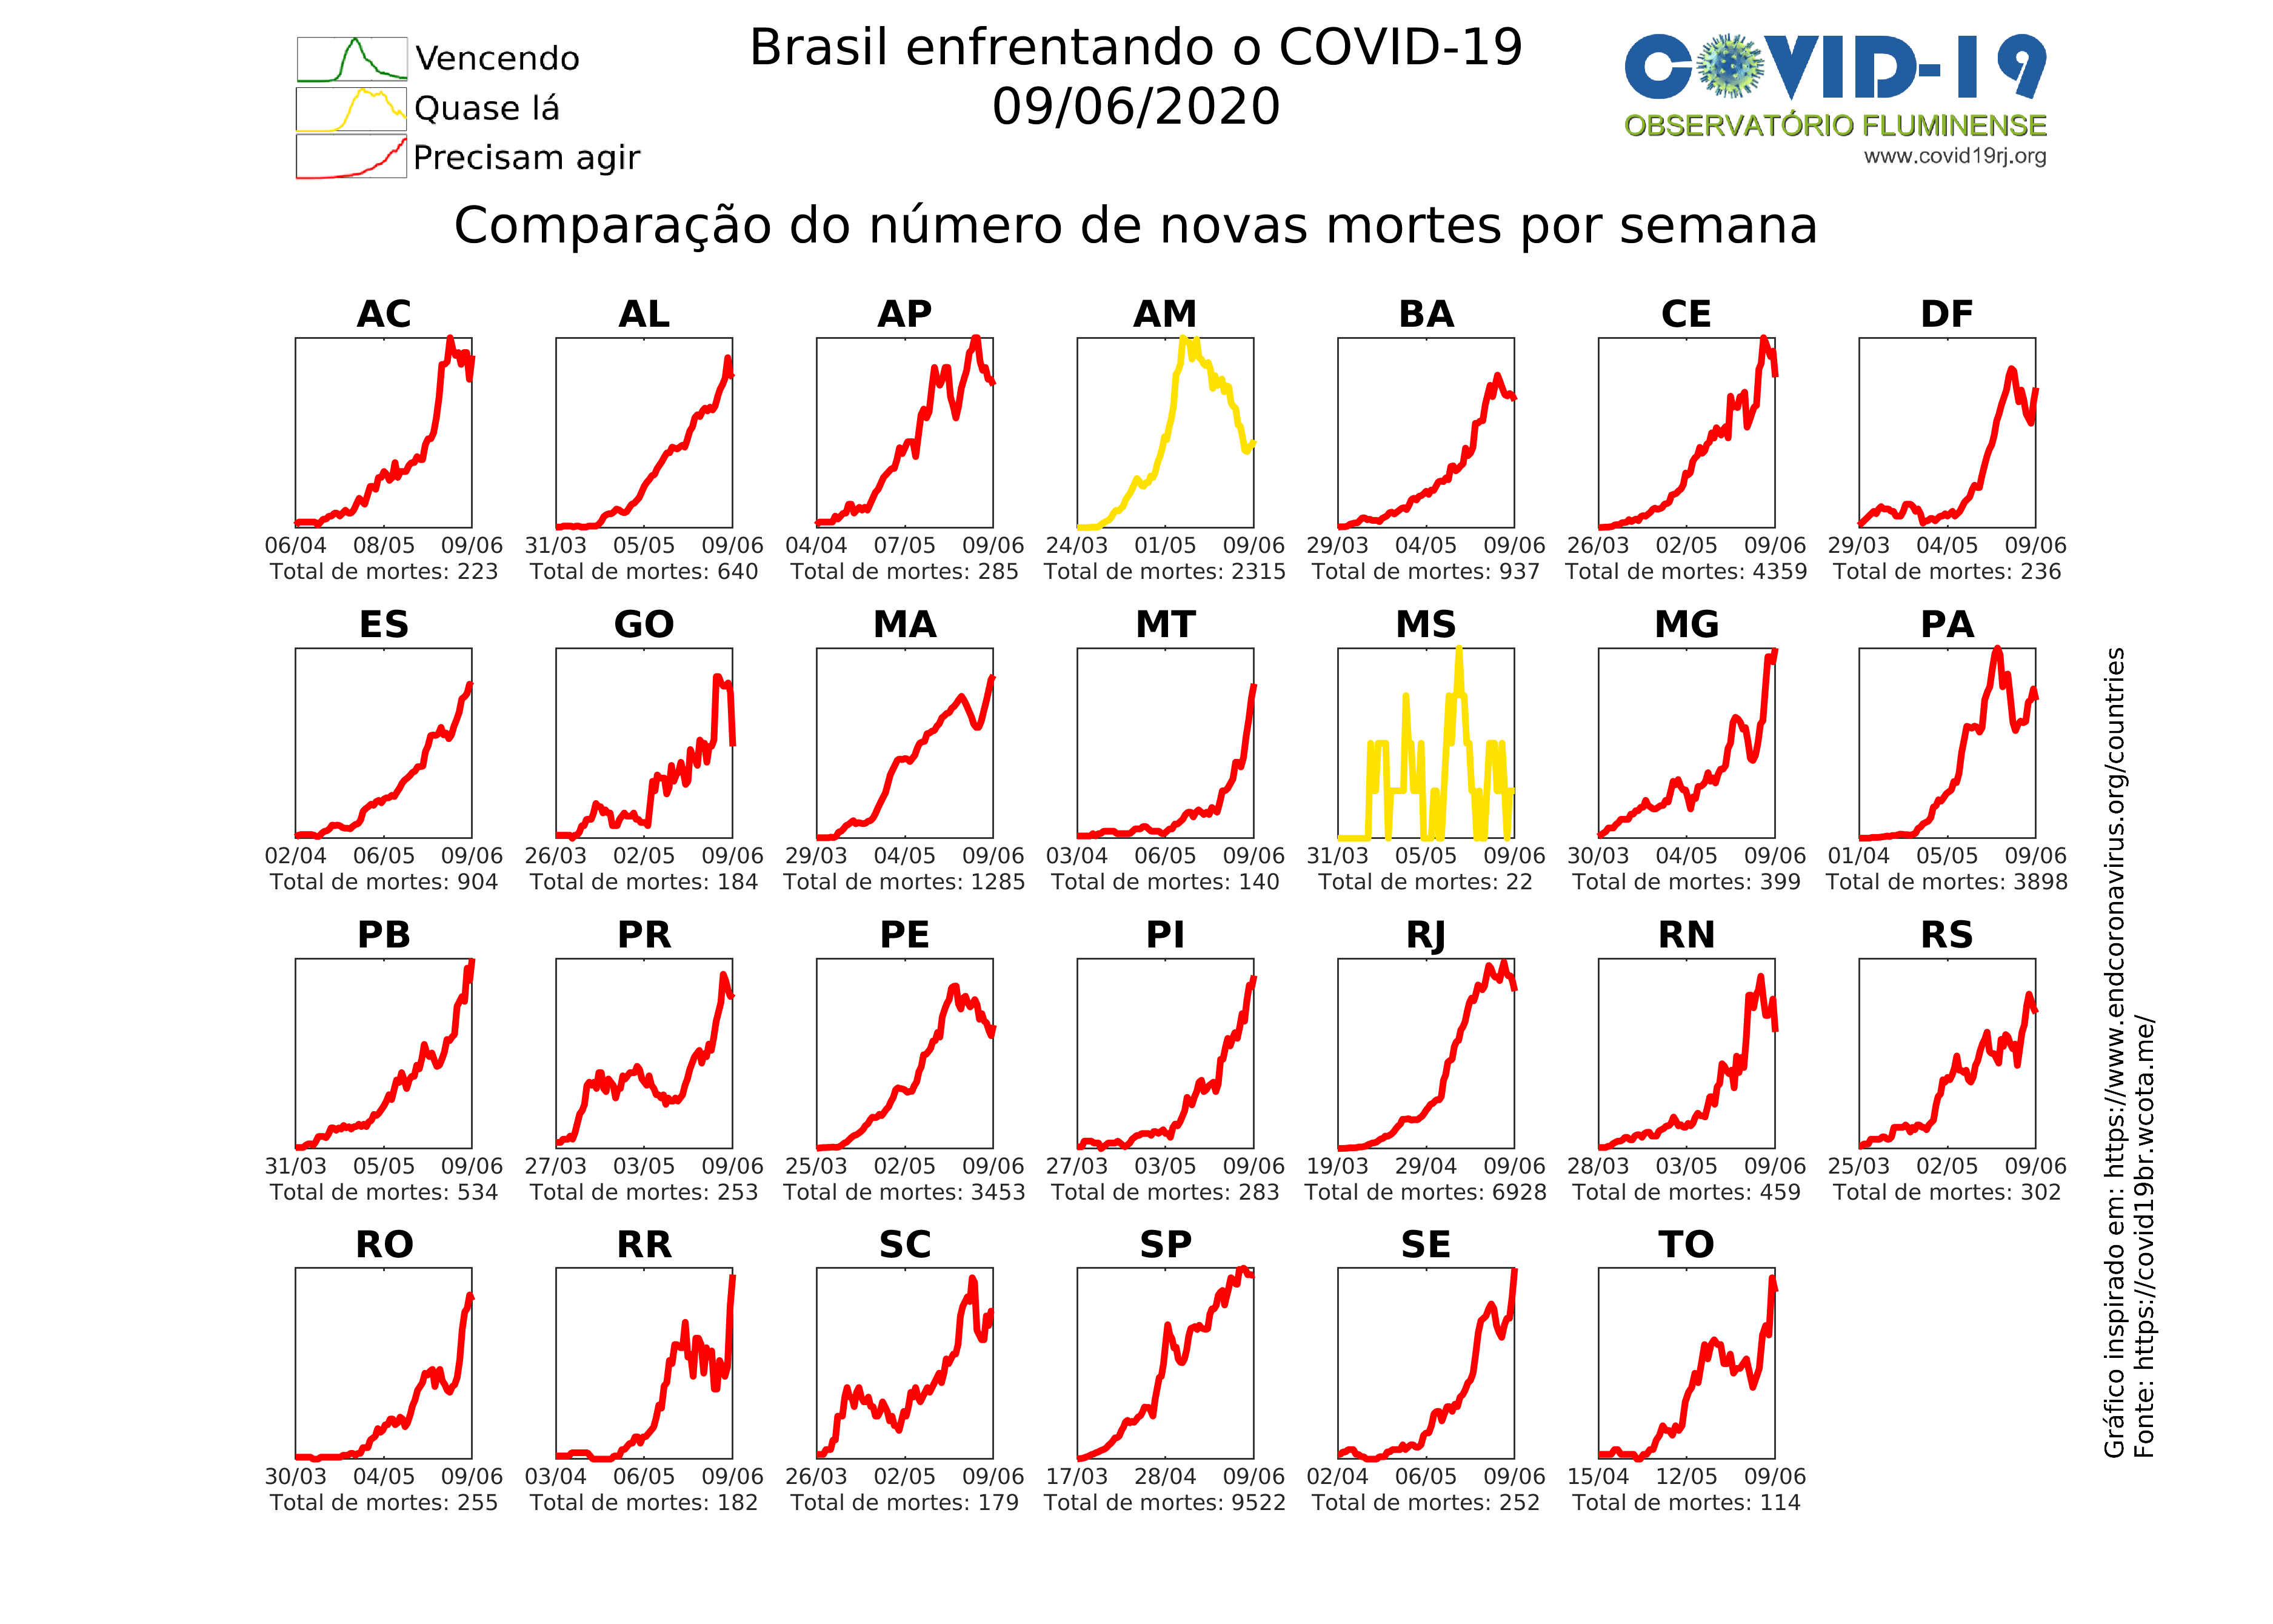 Vencendo
Quase lá
Precisam agir
Brasil enfrentando o COVID-19
09/06/2020
COVID-19
OBSERVATÓRIO FLUMINENSE
www.covid19rj.org
Comparação do número de novas mortes por semana
AC
06/04 08/05 09/06
Total de mortes: 223
AL
31/03 05/05 09/06
Total de mortes: 640
AP
04/04 07/05 09/06
Total de mortes: 285
AM
24/03 01/05 09/06
Total de mortes: 2315
BA
29/03 04/05 09/06
Total de mortes: 937
CE
26/03 02/05 09/06
Total de mortes: 4359
DF
29/03 04/05 09/06
Total de mortes: 236
ES
02/04 06/05 09/06
Total de mortes: 904
GO
26/03 02/05 09/06
Total de mortes: 184
MA
29/03 04/05 09/06
Total de mortes: 1285
MT
03/04 06/05 09/06
Total de mortes: 140
MS
31/03 05/05 09/06
Total de mortes: 22
MG
30/03 04/05 09/06
Total de mortes: 399
PA
01/04 05/05 09/06
Total de mortes: 3898
PB
31/03 05/05 09/06
Total de mortes: 534
PR
27/03 03/05 09/06
Total de mortes: 253
PE
25/03 02/05 09/06
Total de mortes: 3453
PI
27/03 03/05 09/06
Total de mortes: 283
RJ
19/03 29/04 09/06
Total de mortes: 6928
RN
28/03 03/05 09/06
Total de mortes: 459
RS
25/03 02/05 09/06
Total de mortes: 302
RO
30/03 04/05 09/06
Total de mortes: 255
RR
03/04 06/05 09/06
Total de mortes: 182
SC
26/03 02/05 09/06
Total de mortes: 179
SP
17/03 28/04 09/06
Total de mortes: 9522
SE
02/04 06/05 09/06
Total de mortes: 252
TO
15/04 12/05 09/06
Total de mortes: 114
Gráfico inspirado em: https://www.endcoronavirus.org/countries
Fonte: https://covid19br.wcota.me/